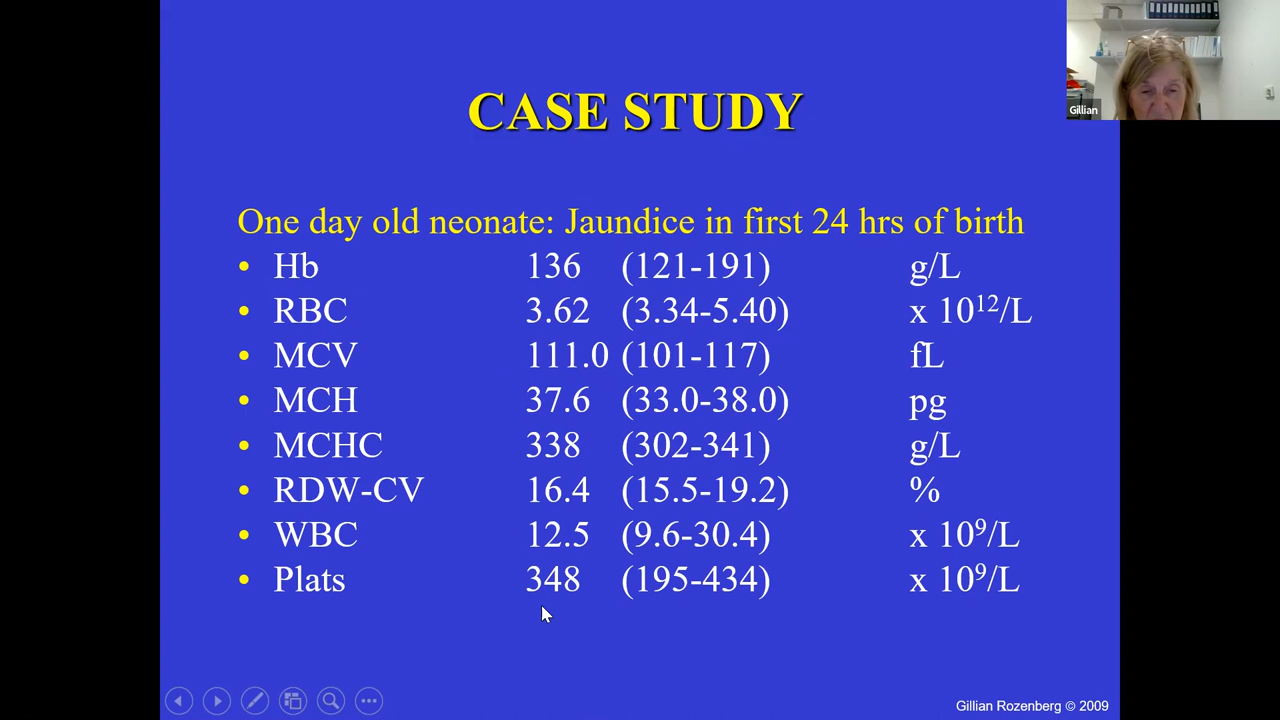 CASE STUDY
Gillian
One day old neonate: Jaundice in first 24 hrs of birth
• Hb 136 (121-191) g/L
• RBC 3.62 (3.34-5.40) x 10¹²/L
• MCV 111.0 (101-117) fL
• MCH 37.6 (33.0-38.0) pg
• MCHC 338 (302-341) g/L
• RDW-CV 16.4 (15.5-19.2) %
• WBC 12.5 (9.6-30.4) x 10⁹/L
• Plats 348 (195-434) x 10⁹/L
Gillian Rozenberg © 2009